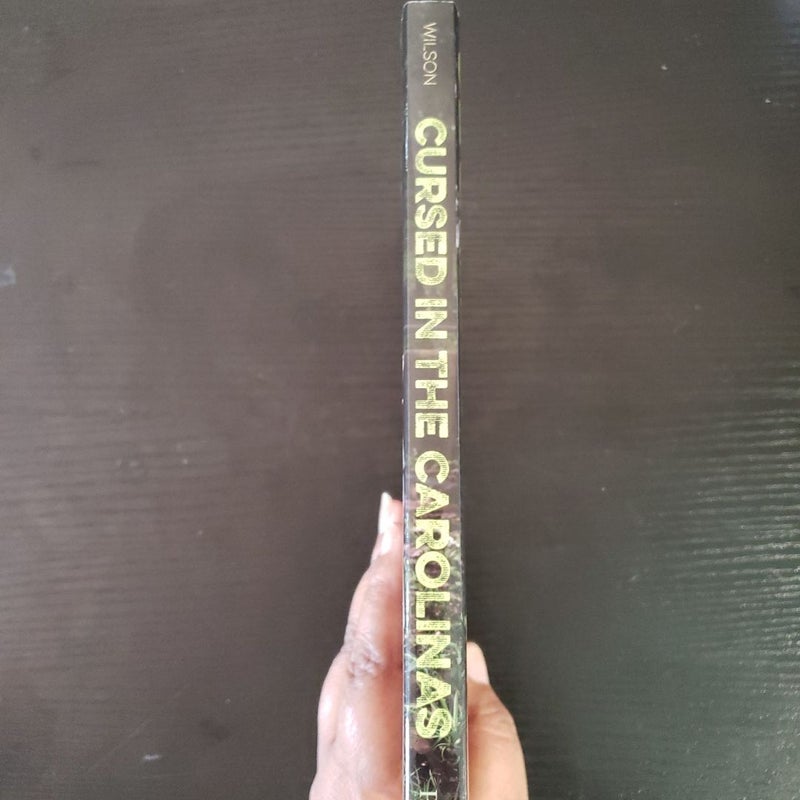 WILSON
CURSED IN THE CAROLINAS